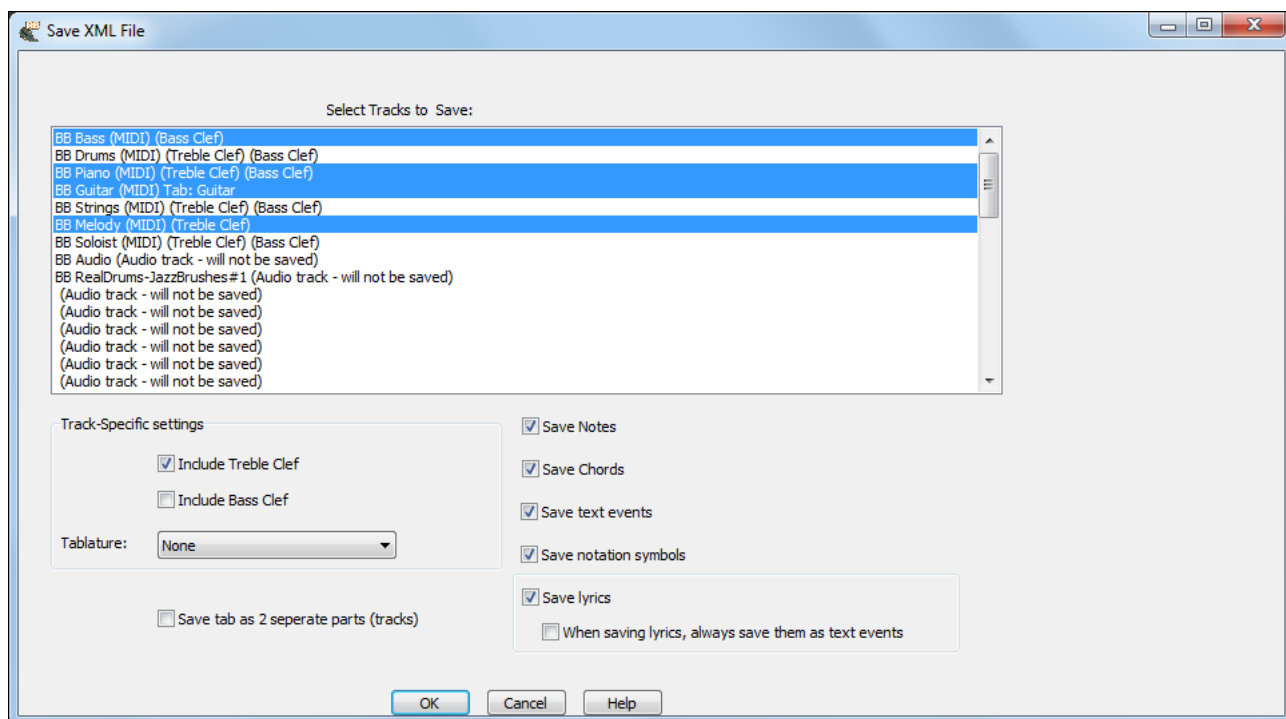 Save XML File
Select Tracks to  Save:
BB Bass (MIDI) (Bass Clef)
BB Drums (MIDI) (Treble Clef) (Bass Clef)
BB Piano (MIDI) (Treble Clef) (Bass Clef)
BB Guitar (MIDI) Tab: Guitar
BB Strings (MIDI) (Treble Clef) (Bass Clef)
BB Melody (MIDI) (Treble Clef)
BB Soloist (MIDI) (Treble Clef) (Bass Clef)
BB Audio (Audio track - will not be saved)
BB RealDrums-JazzBrushes#1 (Audio track - will not be saved)
(Audio track - will not be saved)
(Audio track - will not be saved)
(Audio track - will not be saved)
(Audio track - will not be saved)
(Audio track - will not be saved)
(Audio track - will not be saved)
Track-Specific settings
Include Treble Clef
Include Bass Clef
Tablature: None
Save tab as 2 seperate parts (tracks)
Save Notes
Save Chords
Save text events
Save notation symbols
Save lyrics
When saving lyrics, always save them as text events
OK Cancel Help